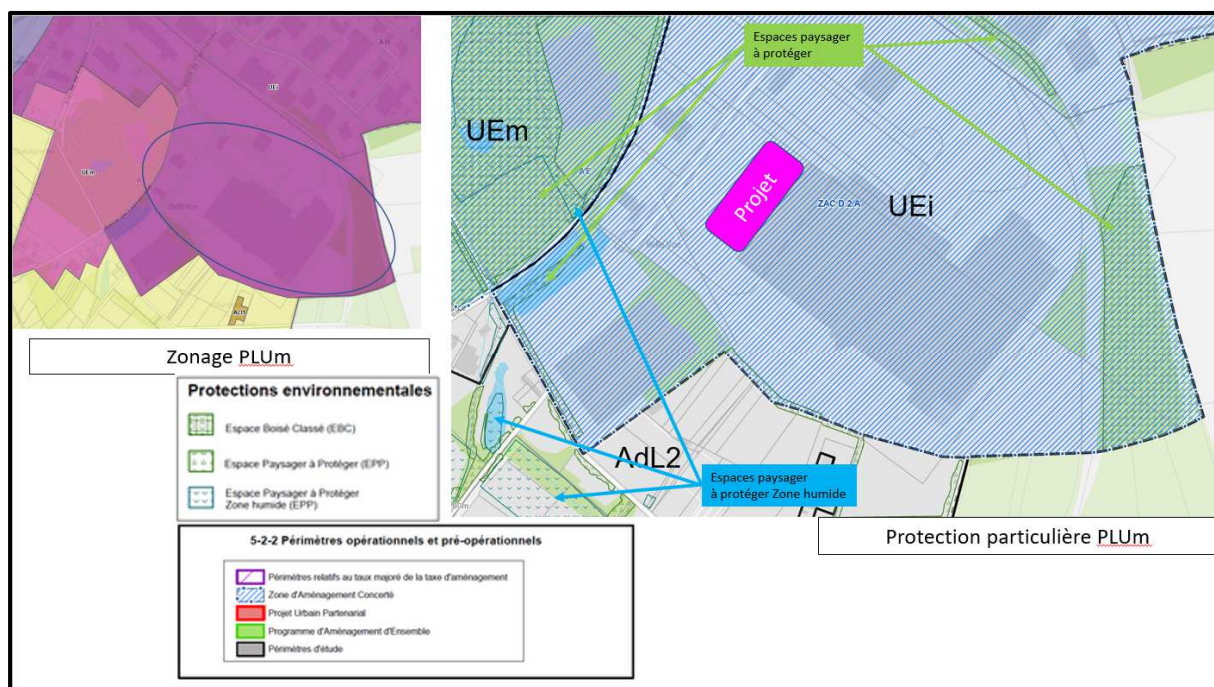 UEi
UEm
Zonage PLUm
Protections environnementales
Espace Boisé Classé (EBC)
Espace Paysager à Protéger (EPP)
Espace Paysager à Protéger
Zone humide (EPP)
5-2-2 Périmètres opérationnels et pré-opérationnels
Périmètres relatifs au taux majoré de la taxe d'aménagement
Zone d'Aménagement Concerté
Projet Urbain Partenarial
Programme d'Aménagement d'Ensemble
Périmètres d'étude
Espaces paysager
à protéger
UEm
Projet
ZAC D 2 A
UEi
AdL2
Espaces paysager
à protéger Zone humide
Protection particulière PLUm